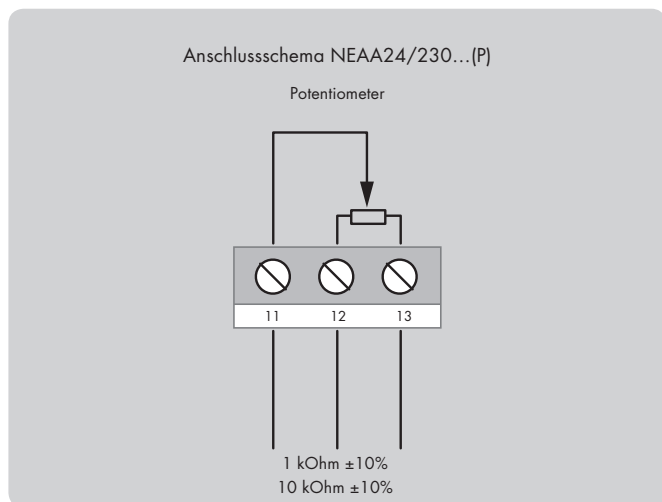 Anschlussschema NEAA24/230...(P)
Potentiometer
11 12 13
1 kOhm ±10%
10 kOhm ±10%